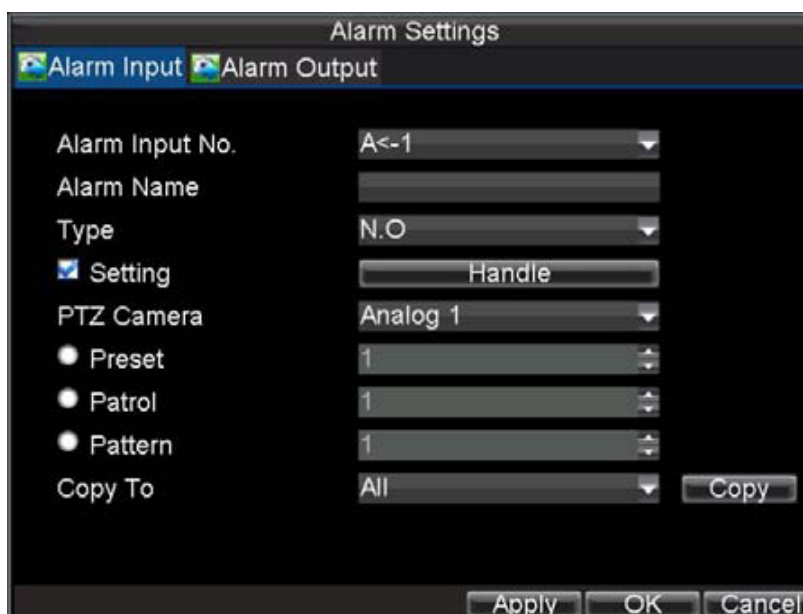 Alarm Settings
Alarm Input Alarm Output
Alarm Input No. A<-1
Alarm Name
Type N.O
Setting Handle
PTZ Camera Analog 1
Preset 1
Patrol 1
Pattern 1
Copy To All Copy
Apply OK Cancel